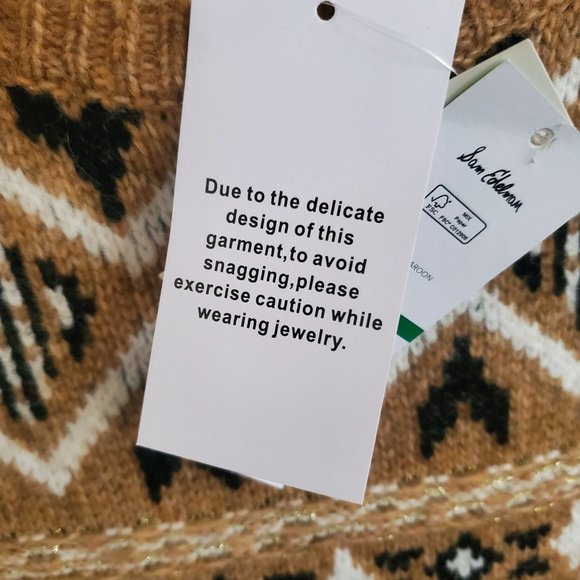 Due to the delicate
design of this
garment,to avoid
snagging,please
exercise caution while
wearing jewelry.
Sam Edelman
FSC
MIX
Paper
AROON